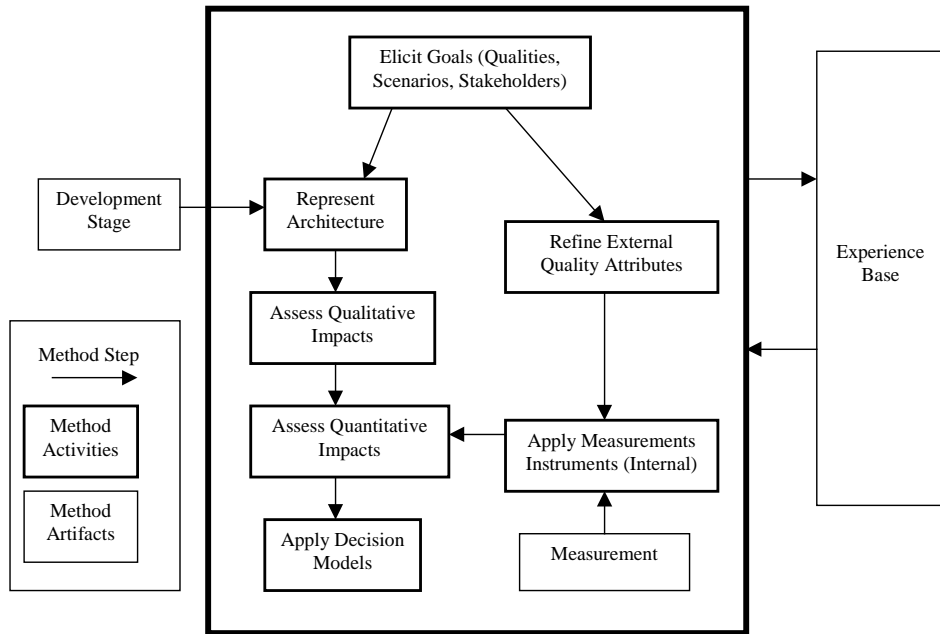 Elicit Goals (Qualities,
Scenarios, Stakeholders)
Development
Stage
Represent
Architecture
Refine External
Quality Attributes
Experience
Base
Assess Qualitative
Impacts
Method Step
Method
Activities
Method
Artifacts
Assess Quantitative
Impacts
Apply Measurements
Instruments (Internal)
Apply Decision
Models
Measurement